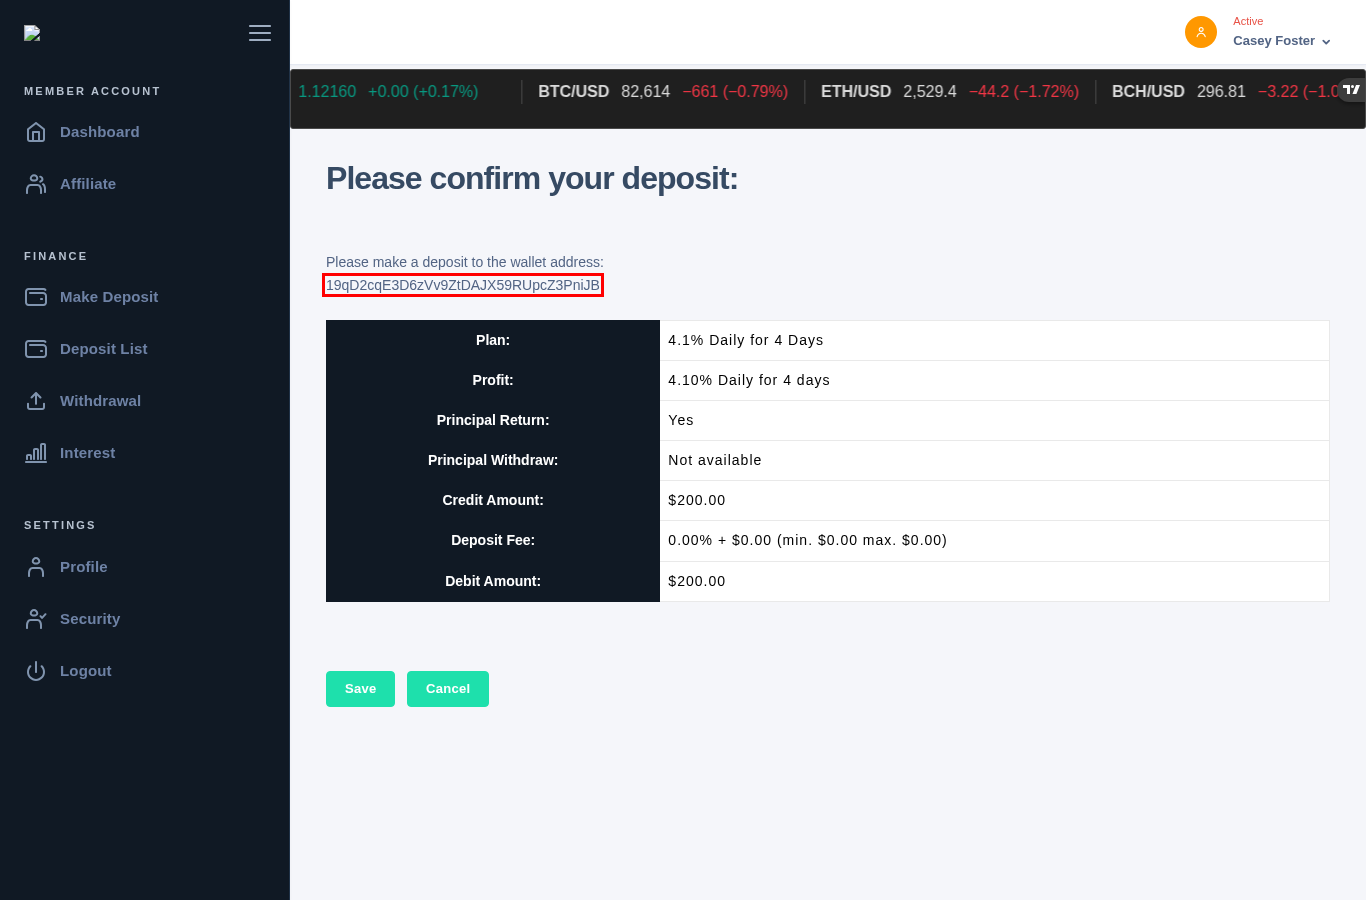 Active
Casey Foster
MEMBER ACCOUNT
Dashboard
Affiliate
FINANCE
Make Deposit
Deposit List
Withdrawal
Interest
SETTINGS
Profile
Security
Logout
1.12160 +0.00 (+0.17%) BTC/USD 82,614 −661 (−0.79%) ETH/USD 2,529.4 −44.2 (−1.72%) BCH/USD 296.81 −3.22 (−1.0
Please confirm your deposit:
Please make a deposit to the wallet address:
19qD2cqE3D6zVv9ZtDAJX59RUpcZ3PniJB
Plan: 4.1% Daily for 4 Days
Profit: 4.10% Daily for 4 days
Principal Return: Yes
Principal Withdraw: Not available
Credit Amount: $200.00
Deposit Fee: 0.00% + $0.00 (min. $0.00 max. $0.00)
Debit Amount: $200.00
Save Cancel